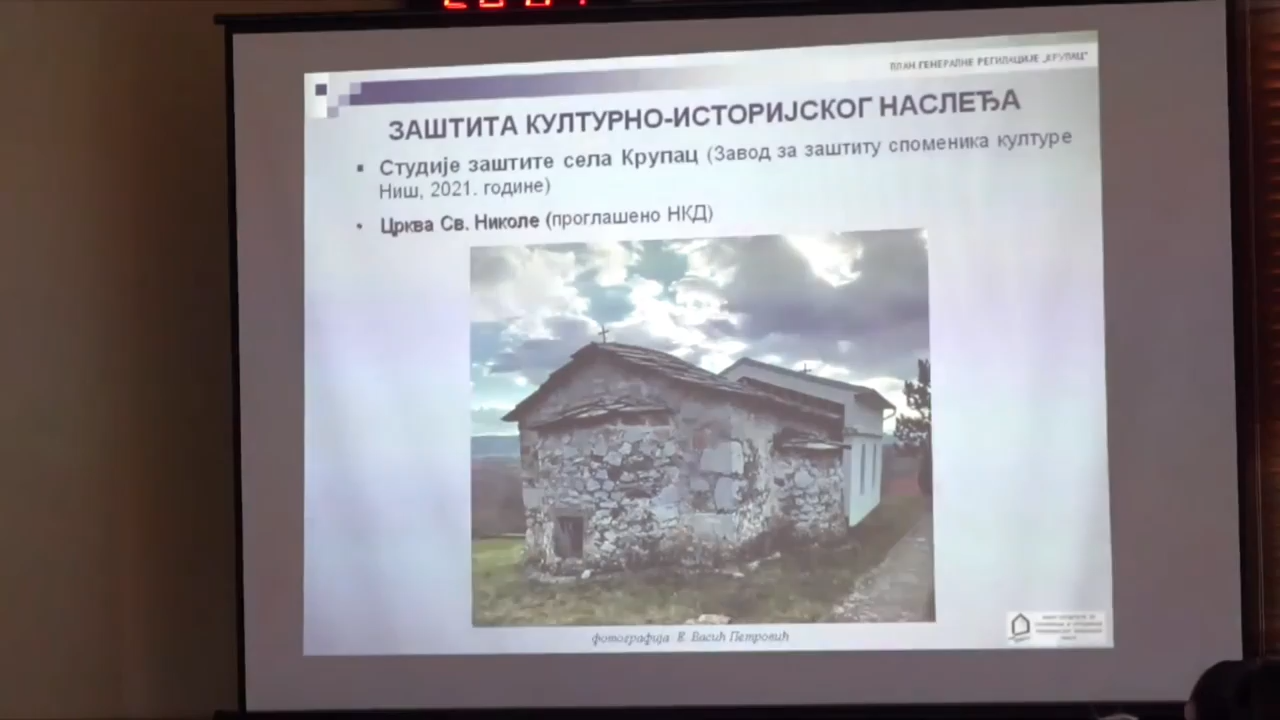 ПЛАН ГЕНЕРАЛНЕ РЕГУЛАЦИЈЕ „КРУПАЦ"
ЗАШТИТА КУЛТУРНО-ИСТОРИЈСКОГ НАСЛЕЂА
▪ Студије заштите села Крупац (Завод за заштиту споменика културе
Ниш, 2021. године)
• Црква Св. Николе (проглашено НКД)
фотографија Е. Васић Петровић